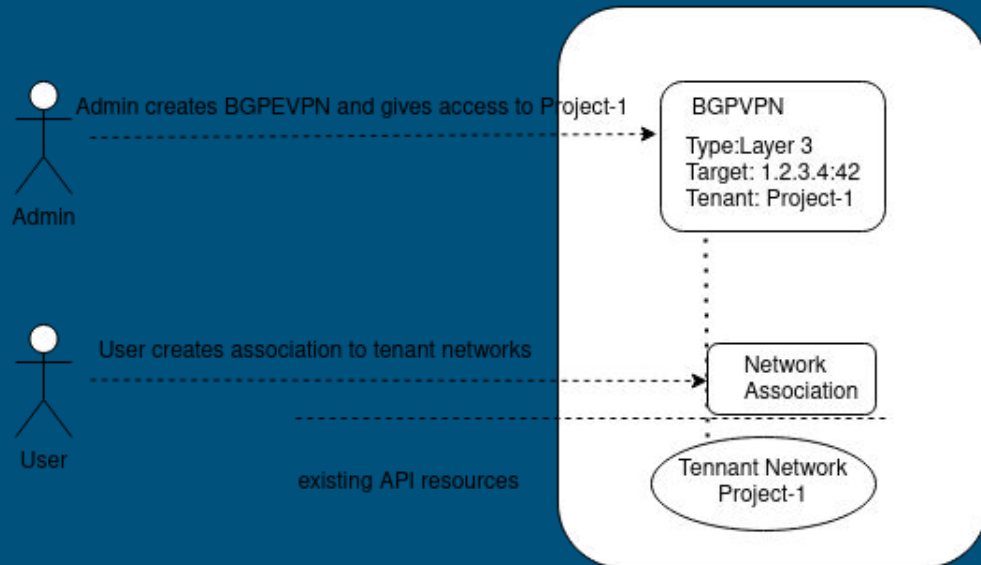 Admin creates BGPEVPN and gives access to Project-1
BGPVPN
Type:Layer 3
Target: 1.2.3.4:42
Tenant: Project-1
Admin
User creates association to tenant networks
Network
Association
User
existing API resources
Tennant Network
Project-1